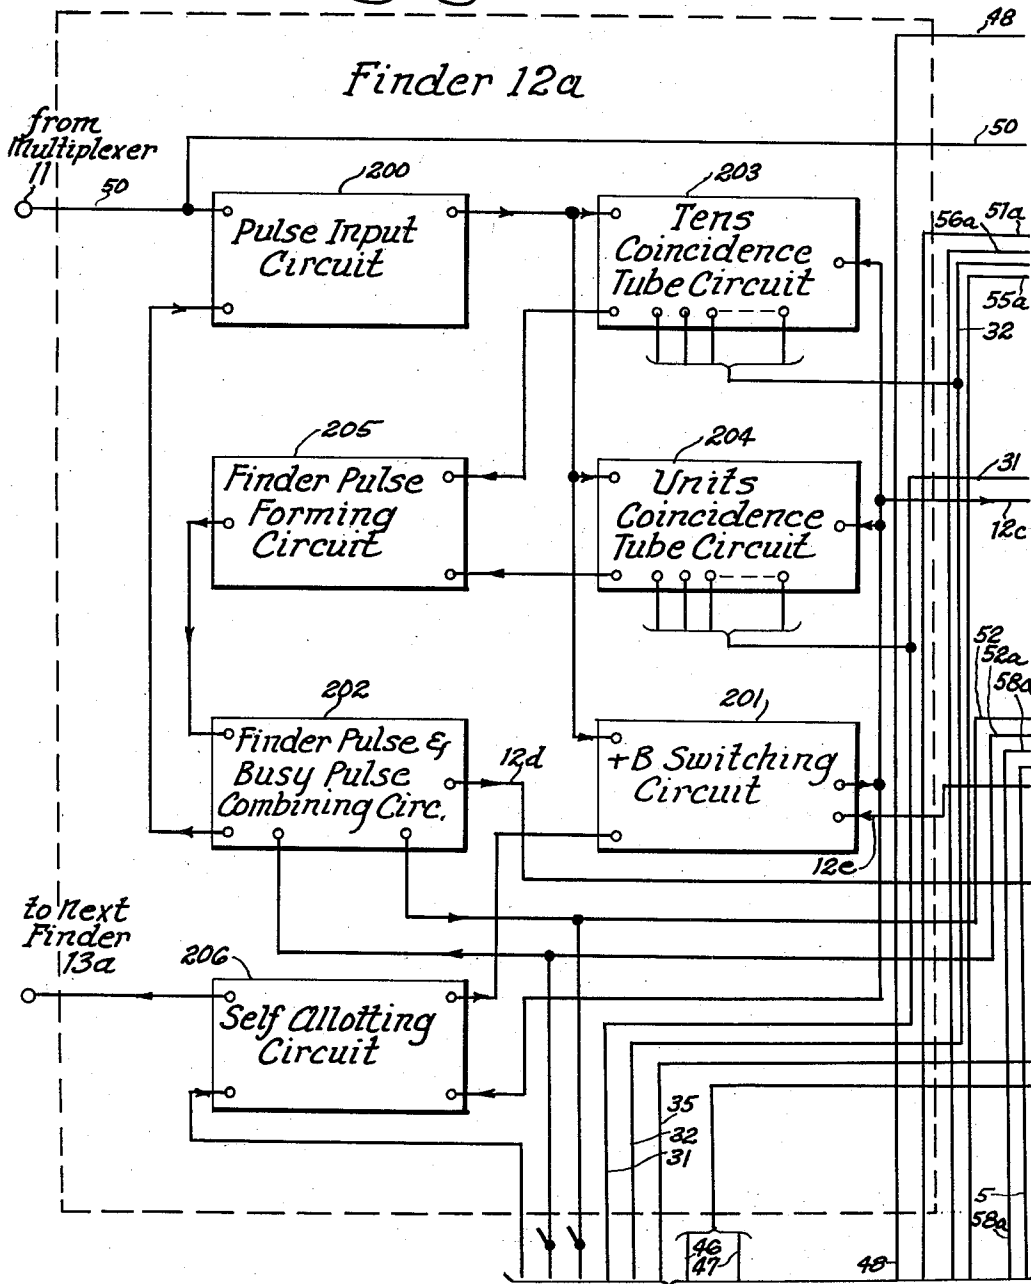 48
Finder 12a
from
Multiplexer
11
50
50
200
203
Pulse Input
Circuit
Tens
Coincidence
Tube Circuit
56a
51a
55a
32
205
204
Finder Pulse
Forming
Circuit
Units
Coincidence
Tube Circuit
31
12c
202
201
52
52a
58a
Finder Pulse &
Busy Pulse
Combining Circ.
12d
+B Switching
Circuit
12e
to next
Finder
13a
206
Self Allotting
Circuit
35
32
31
46
47
48
5
58a